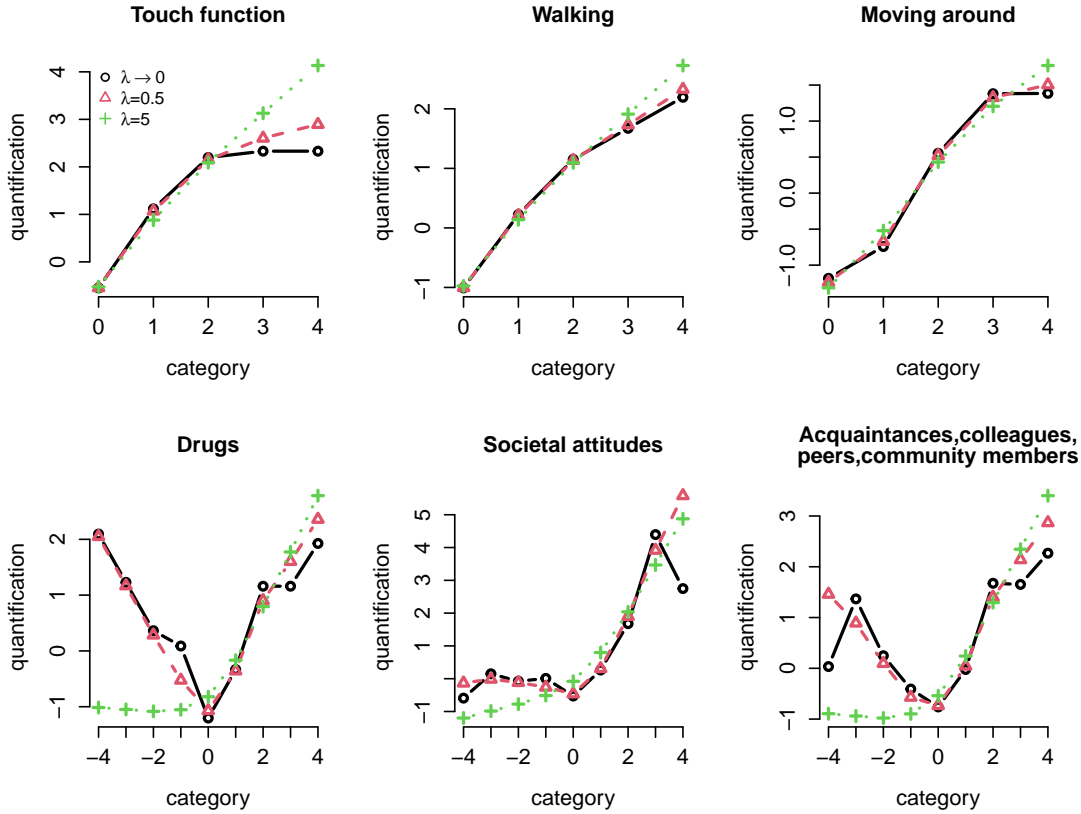 Touch function
Walking
Moving around
4
3
2
1
0
quantification
λ → 0
λ=0.5
λ=5
0 1 2 3 4
category
2
1
0
−1
quantification
0 1 2 3 4
category
1.0
0.0
−1.0
quantification
0 1 2 3 4
category
Drugs
Societal attitudes
Acquaintances,colleagues,
peers,community members
2
1
0
−1
quantification
−4 −2 0 2 4
category
5
4
3
2
1
−1
quantification
−4 −2 0 2 4
category
3
2
1
0
−1
quantification
−4 −2 0 2 4
category